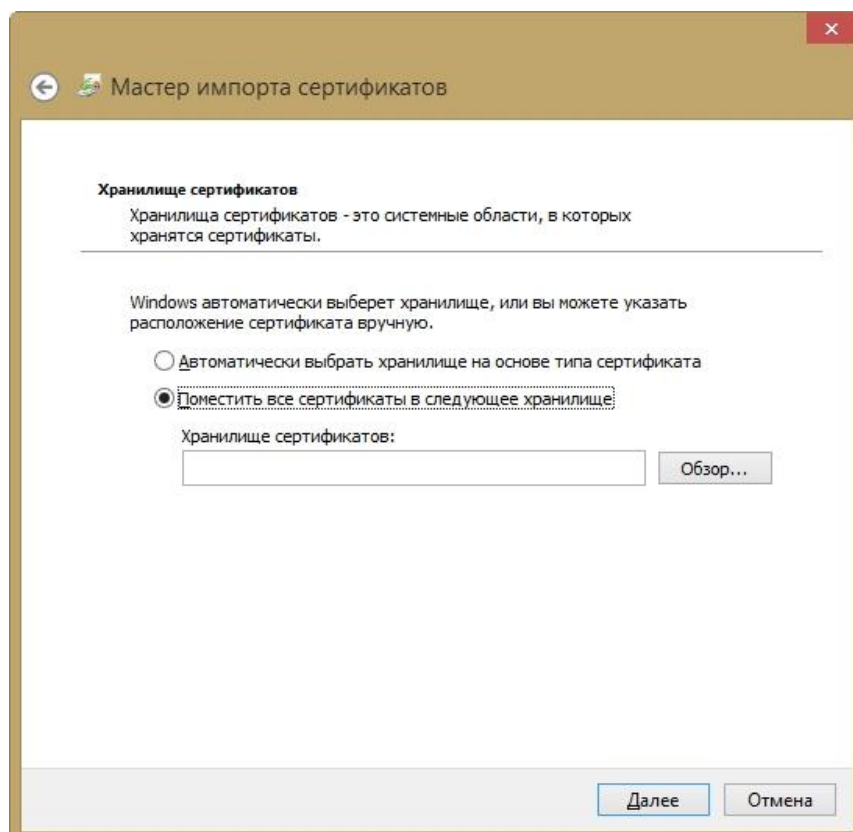 Мастер импорта сертификатов
Хранилище сертификатов
Хранилища сертификатов - это системные области, в которых
хранятся сертификаты.
Windows автоматически выберет хранилище, или вы можете указать
расположение сертификата вручную.
Автоматически выбрать хранилище на основе типа сертификата
Поместить все сертификаты в следующее хранилище
Хранилище сертификатов:
Обзор...
Далее
Отмена